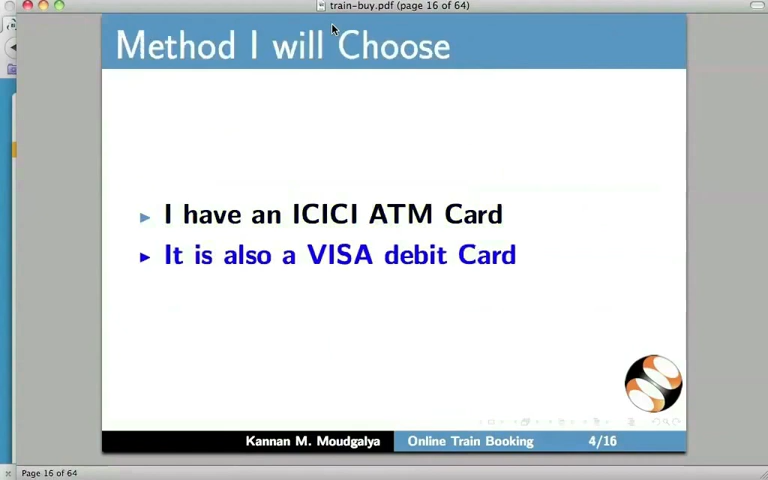 train-buy.pdf (page 16 of 64)
Method I will Choose
I have an ICICI ATM Card
It is also a VISA debit Card
Kannan M. Moudgalya Online Train Booking 4/16
Page 16 of 64